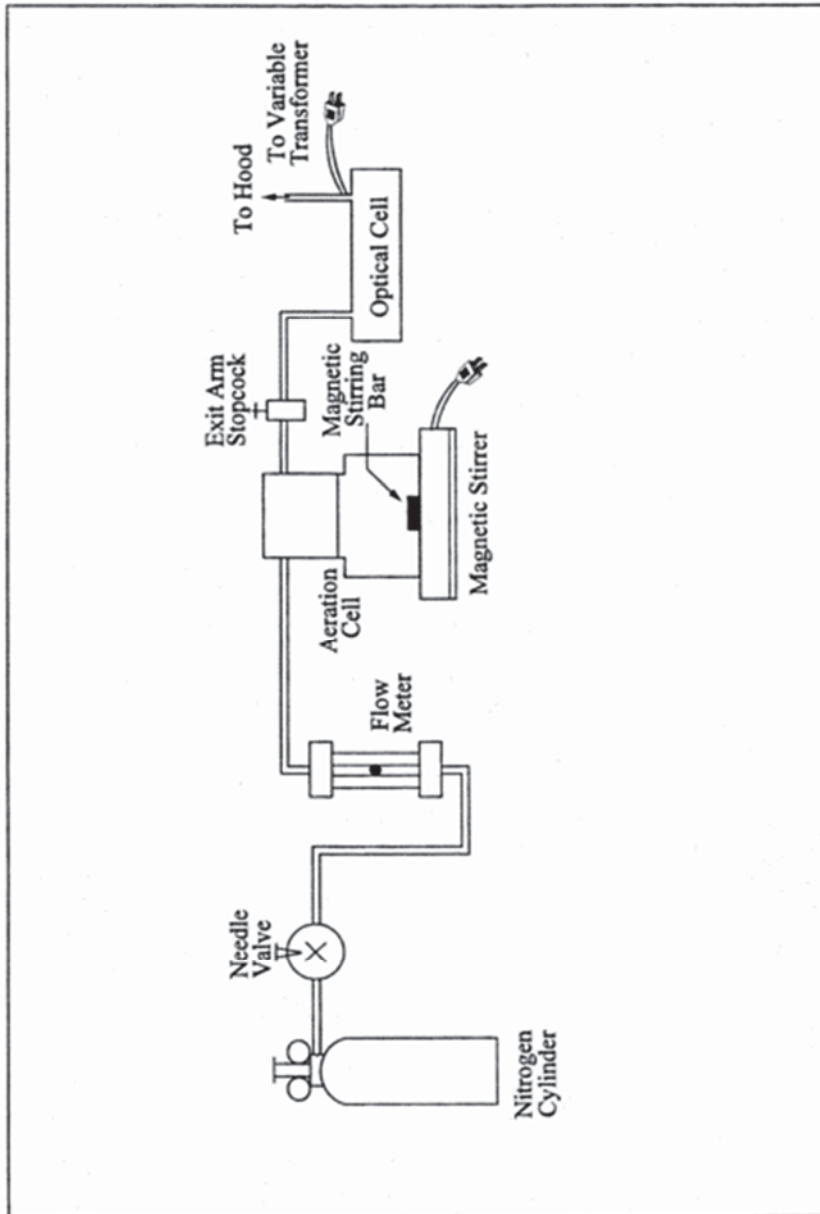 Nitrogen
Cylinder
Needle
Valve
Flow
Meter
Aeration
Cell
Magnetic Stirrer
Magnetic
Stirring
Bar
Exit Arm
Stopcock
Optical Cell
To Hood
To Variable
Transformer